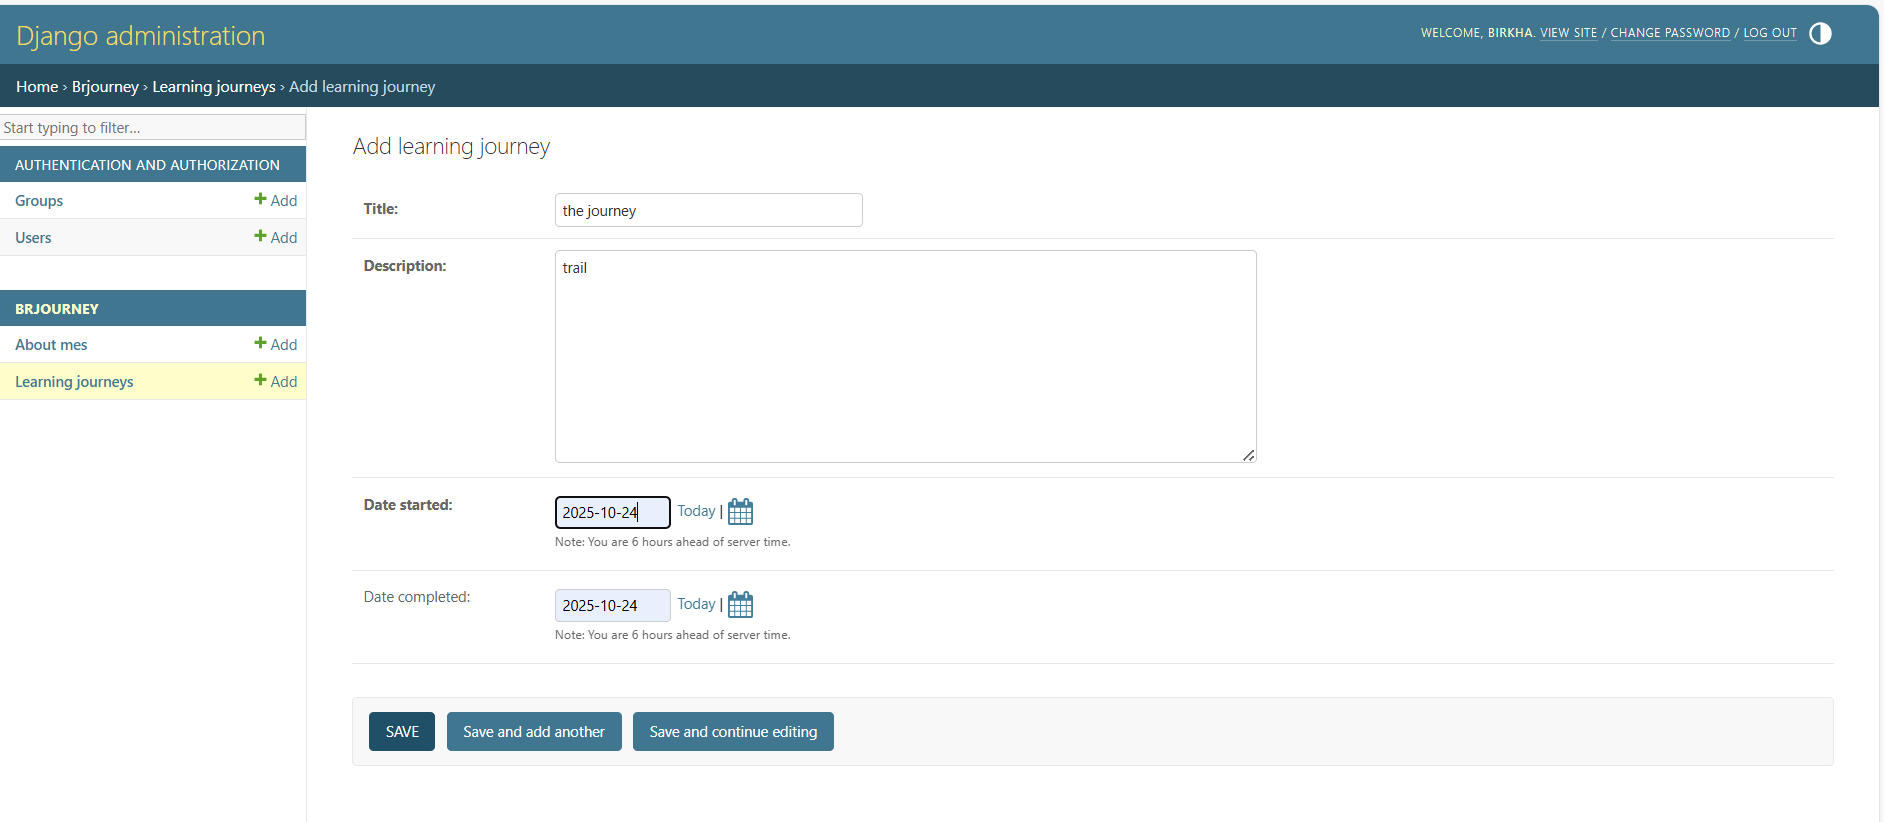 Django administration
WELCOME, BIRKHA. VIEW SITE / CHANGE PASSWORD / LOG OUT
Home › Brjourney › Learning journeys › Add learning journey
Start typing to filter...
AUTHENTICATION AND AUTHORIZATION
Groups + Add
Users + Add
BRJOURNEY
About mes + Add
Learning journeys + Add
Add learning journey
Title: the journey
Description: trail
Date started: 2025-10-24 Today |
Note: You are 6 hours ahead of server time.
Date completed: 2025-10-24 Today |
Note: You are 6 hours ahead of server time.
SAVE Save and add another Save and continue editing